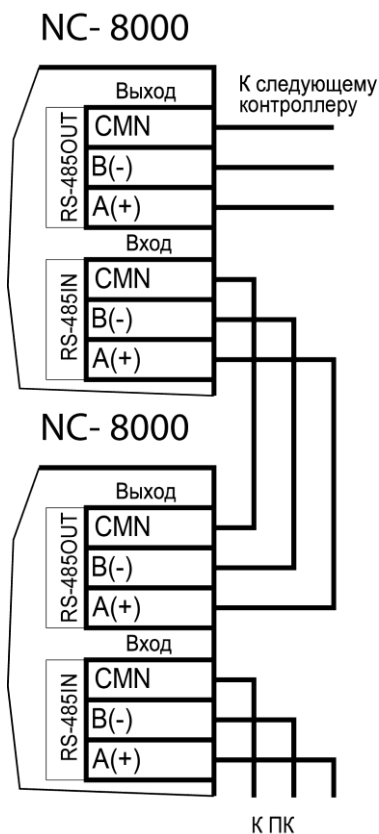 NC- 8000
Выход
К следующему
контроллеру
RS-485OUT
CMN
B(-)
A(+)
Вход
RS-485IN
CMN
B(-)
A(+)
NC- 8000
Выход
RS-485OUT
CMN
B(-)
A(+)
Вход
RS-485IN
CMN
B(-)
A(+)
К ПК